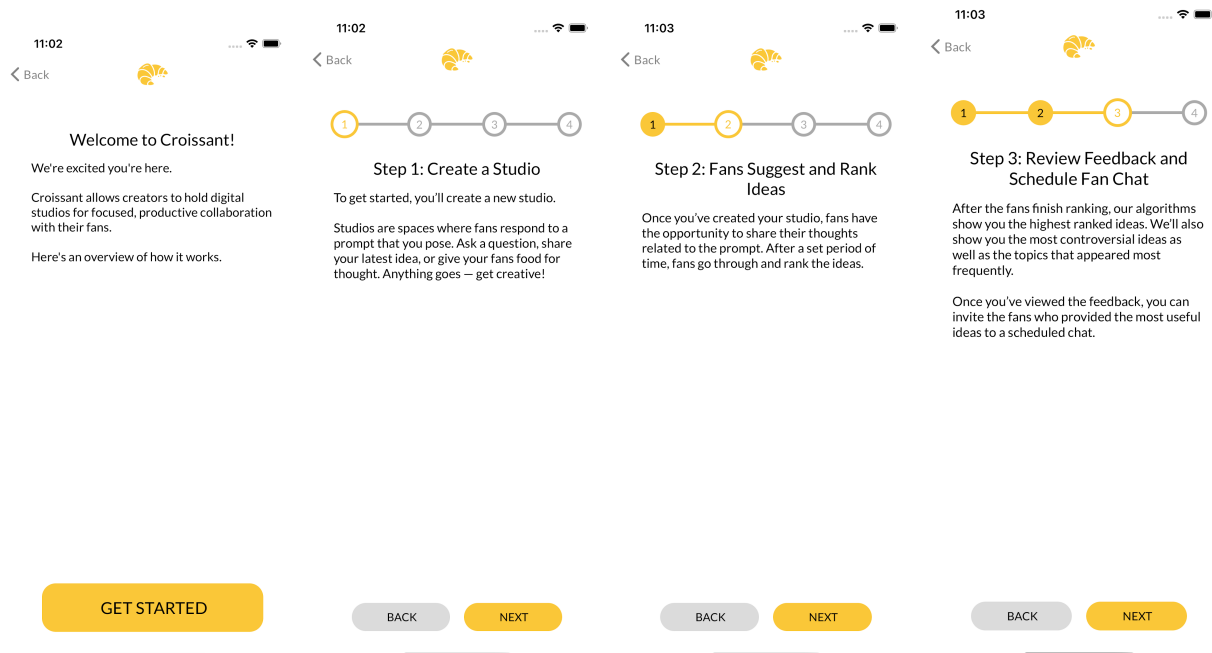 11:02
Back
Welcome to Croissant!
We're excited you're here.
Croissant allows creators to hold digital
studios for focused, productive collaboration
with their fans.
Here's an overview of how it works.
GET STARTED
11:02
Back
1 2 3 4
Step 1: Create a Studio
To get started, you'll create a new studio.
Studios are spaces where fans respond to a
prompt that you pose. Ask a question, share
your latest idea, or give your fans food for
thought. Anything goes — get creative!
BACK NEXT
11:03
Back
1 2 3 4
Step 2: Fans Suggest and Rank
Ideas
Once you've created your studio, fans have
the opportunity to share their thoughts
related to the prompt. After a set period of
time, fans go through and rank the ideas.
BACK NEXT
11:03
Back
1 2 3 4
Step 3: Review Feedback and
Schedule Fan Chat
After the fans finish ranking, our algorithms
show you the highest ranked ideas. We'll also
show you the most controversial ideas as
well as the topics that appeared most
frequently.
Once you've viewed the feedback, you can
invite the fans who provided the most useful
ideas to a scheduled chat.
BACK NEXT